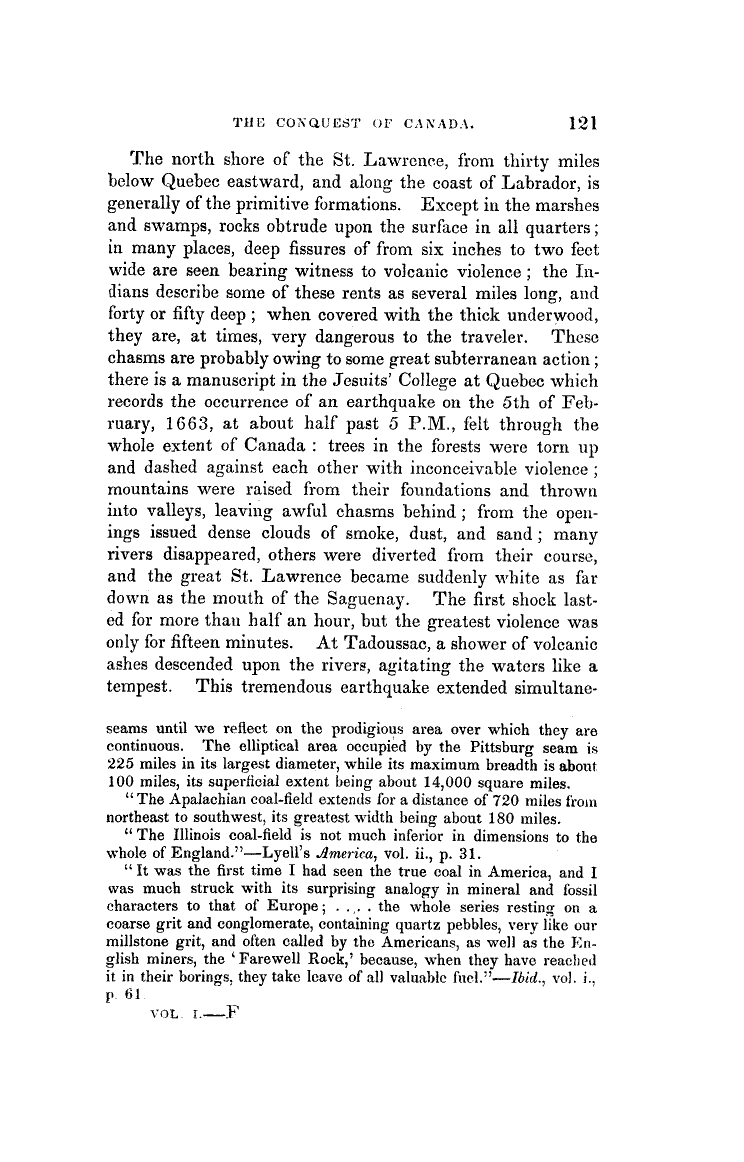 THE CONQUEST OF CANADA. 121
The north shore of the St. Lawrence, from thirty miles
below Quebec eastward, and along the coast of Labrador, is
generally of the primitive formations. Except in the marshes
and swamps, rocks obtrude upon the surface in all quarters;
in many places, deep fissures of from six inches to two feet
wide are seen bearing witness to volcanic violence; the In-
dians describe some of these rents as several miles long, and
forty or fifty deep; when covered with the thick underwood,
they are, at times, very dangerous to the traveler. These
chasms are probably owing to some great subterranean action;
there is a manuscript in the Jesuits' College at Quebec which
records the occurrence of an earthquake on the 5th of Feb-
ruary, 1663, at about half past 5 P.M., felt through the
whole extent of Canada: trees in the forests were torn up
and dashed against each other with inconceivable violence;
mountains were raised from their foundations and thrown
into valleys, leaving awful chasms behind; from the open-
ings issued dense clouds of smoke, dust, and sand; many
rivers disappeared, others were diverted from their course,
and the great St. Lawrence became suddenly white as far
down as the mouth of the Saguenay. The first shock last-
ed for more than half an hour, but the greatest violence was
only for fifteen minutes. At Tadoussac, a shower of volcanic
ashes descended upon the rivers, agitating the waters like a
tempest. This tremendous earthquake extended simultane-
seams until we reflect on the prodigious area over which they are
continuous. The elliptical area occupied by the Pittsburg seam is
225 miles in its largest diameter, while its maximum breadth is about
100 miles, its superficial extent being about 14,000 square miles.
"The Apalachian coal-field extends for a distance of 720 miles from
northeast to southwest, its greatest width being about 180 miles.
"The Illinois coal-field is not much inferior in dimensions to the
whole of England."—Lyell's America, vol. ii., p. 31.
"It was the first time I had seen the true coal in America, and I
was much struck with its surprising analogy in mineral and fossil
characters to that of Europe; . . . . the whole series resting on a
coarse grit and conglomerate, containing quartz pebbles, very like our
millstone grit, and often called by the Americans, as well as the En-
glish miners, the 'Farewell Rock,' because, when they have reached
it in their borings, they take leave of all valuable fuel."—Ibid., vol. i.,
p. 61
VOL. I.—F